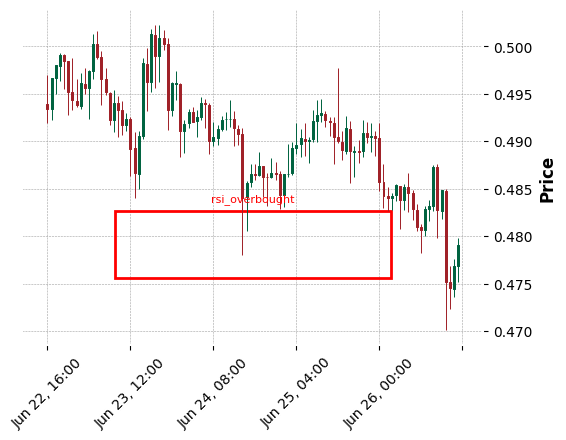 0.500
0.495
0.490
0.485
rsi_overbought
0.480
0.475
0.470
Price
Jun 22, 16:00
Jun 23, 12:00
Jun 24, 08:00
Jun 25, 04:00
Jun 26, 00:00